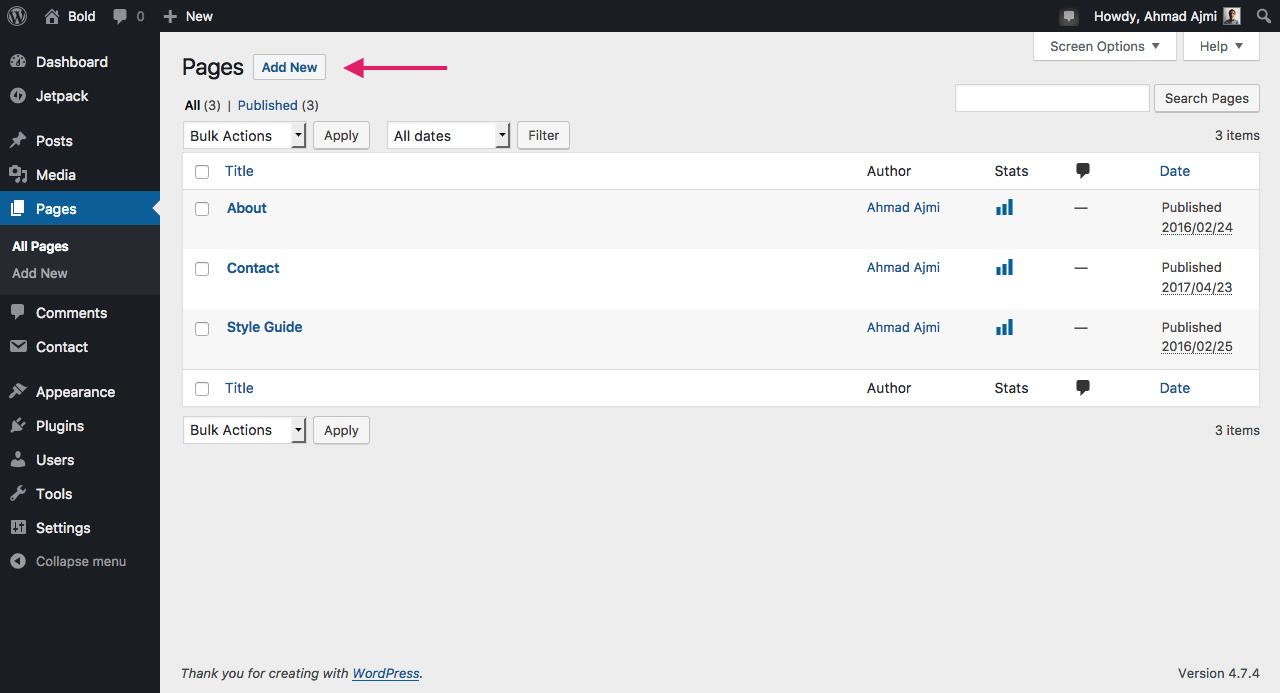 Bold 0 New Howdy, Ahmad Ajmi
Dashboard
Jetpack
Posts
Media
Pages
All Pages
Add New
Comments
Contact
Appearance
Plugins
Users
Tools
Settings
Collapse menu
Screen Options Help
Pages Add New
All (3) | Published (3)
Search Pages
Bulk Actions Apply All dates Filter 3 items
Title Author Stats Date
About Ahmad Ajmi — Published
2016/02/24
Contact Ahmad Ajmi — Published
2017/04/23
Style Guide Ahmad Ajmi — Published
2016/02/25
Title Author Stats Date
Bulk Actions Apply 3 items
Thank you for creating with WordPress. Version 4.7.4